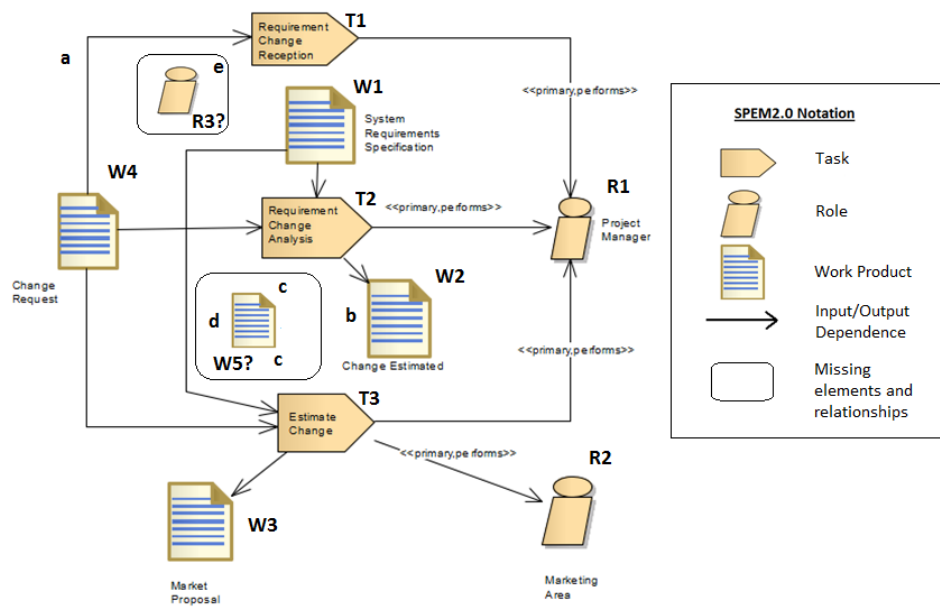 T1
Requirement
Change
Reception
a
e
R3?
<<primary,performs>>
W1
System
Requirements
Specification
W4
T2
Requirement
Change
Analysis
<<primary,performs>>
R1
Project
Manager
Change
Request
c
d
W5?
c
W2
b
Change Estimated
<<primary,performs>>
T3
Estimate
Change
<<primary,performs>>
R2
W3
Market
Proposal
Marketing
Area
SPEM2.0 Notation
Task
Role
Work Product
Input/Output
Dependence
Missing
elements and
relationships